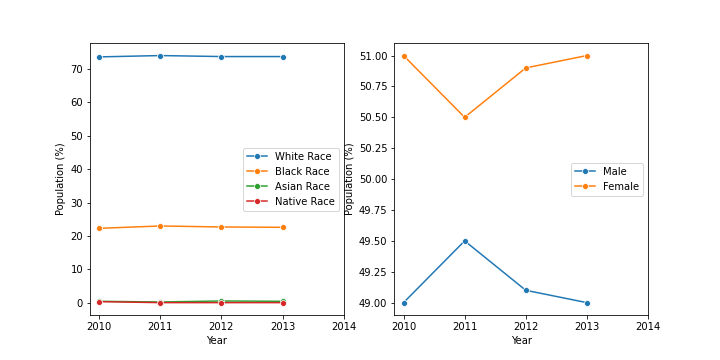 70
60
50
40
30
20
10
0
Population (%)
2010 2011 2012 2013 2014
Year
White Race
Black Race
Asian Race
Native Race
51.00
50.75
50.50
50.25
50.00
49.75
49.50
49.25
49.00
Population (%)
2010 2011 2012 2013 2014
Year
Male
Female